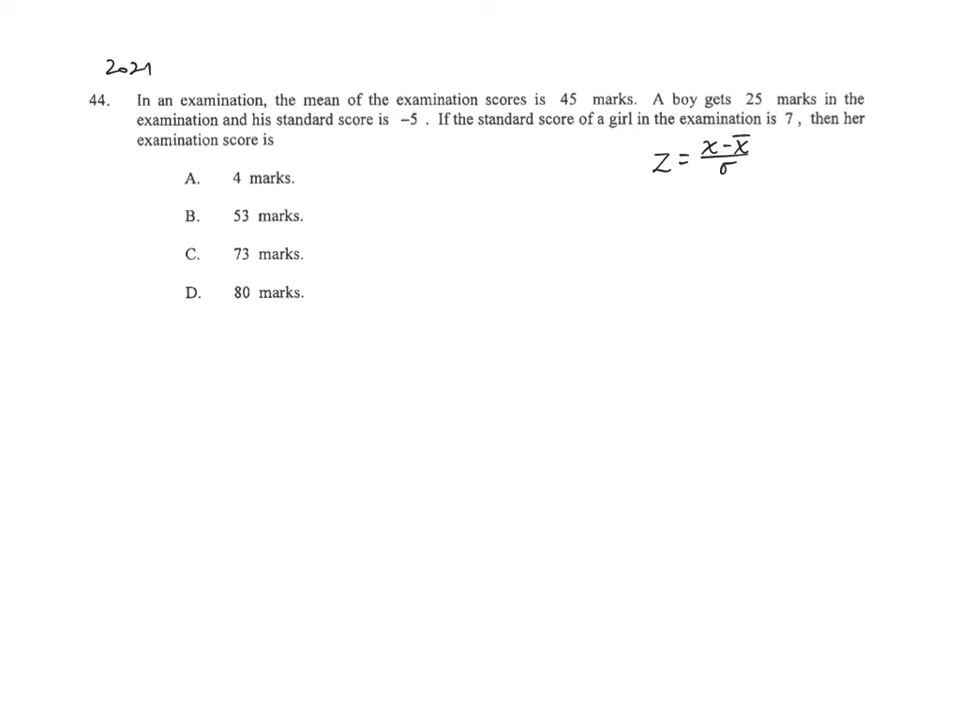 2021
44. In an examination, the mean of the examination scores is 45 marks. A boy gets 25 marks in the
examination and his standard score is −5 . If the standard score of a girl in the examination is 7 , then her
examination score is
z = (x - x̄)/σ
A. 4 marks.
B. 53 marks.
C. 73 marks.
D. 80 marks.